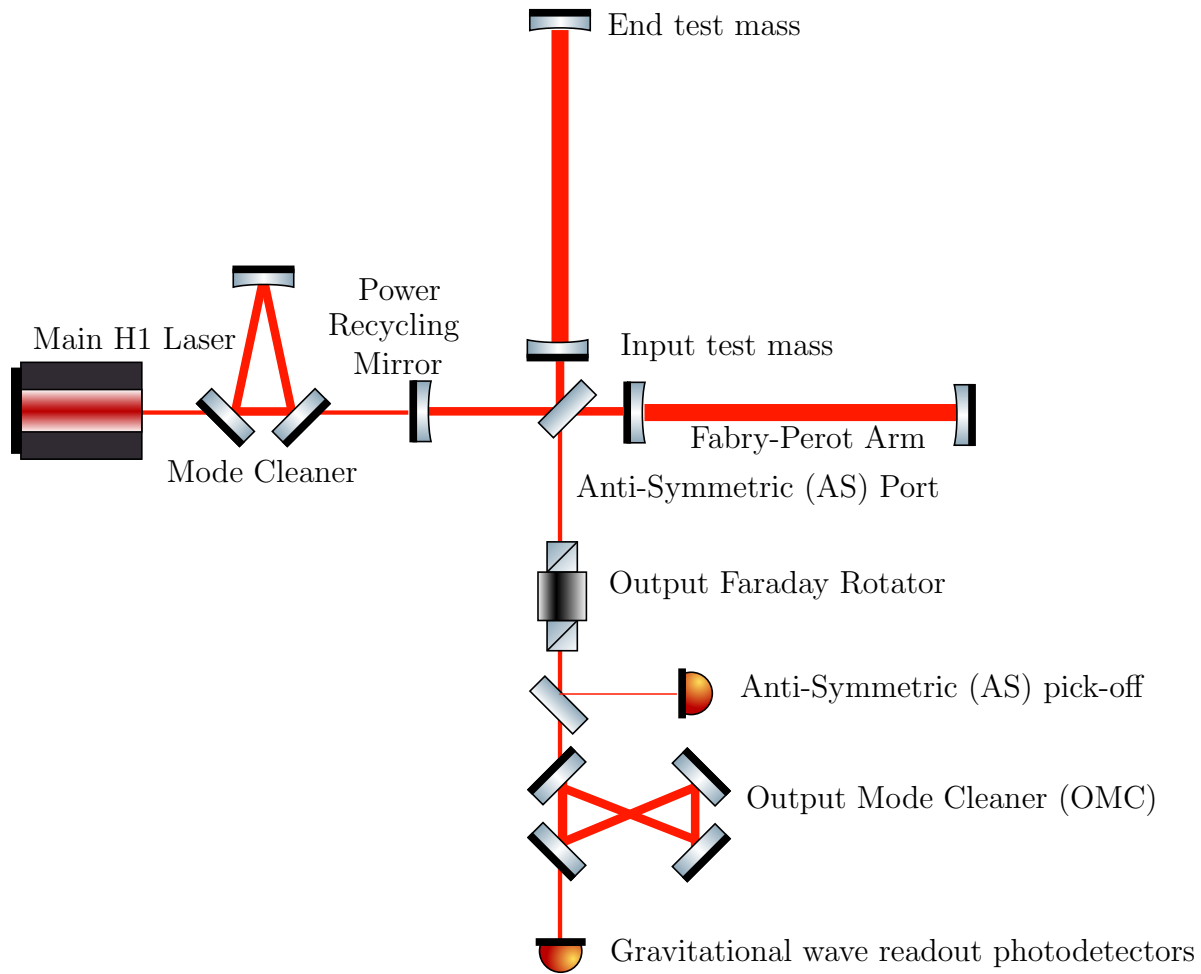 End test mass
Power
Recycling
Mirror
Main H1 Laser
Input test mass
Fabry-Perot Arm
Mode Cleaner
Anti-Symmetric (AS) Port
Output Faraday Rotator
Anti-Symmetric (AS) pick-off
Output Mode Cleaner (OMC)
Gravitational wave readout photodetectors